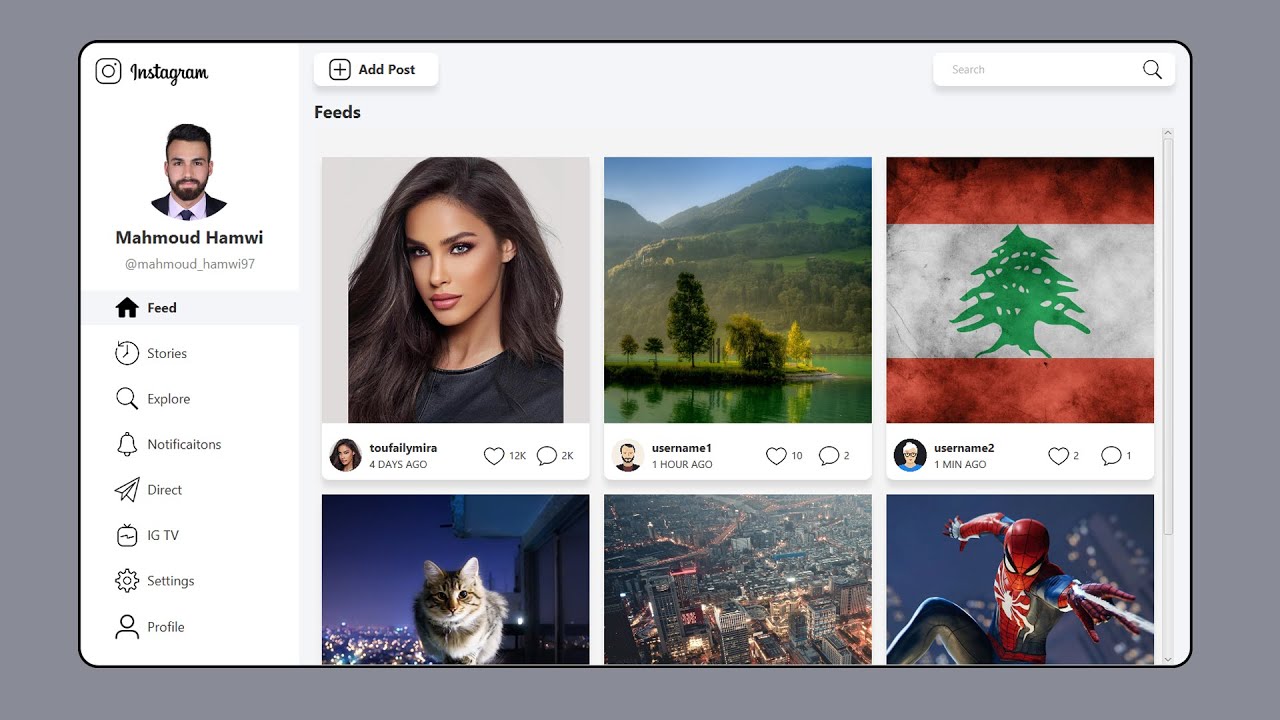 Instagram
Mahmoud Hamwi
@mahmoud_hamwi97
Feed
Stories
Explore
Notificaitons
Direct
IG TV
Settings
Profile
Add Post
Search
Feeds
toufailymira
4 DAYS AGO
12K
2K
username1
1 HOUR AGO
10
2
username2
1 MIN AGO
2
1